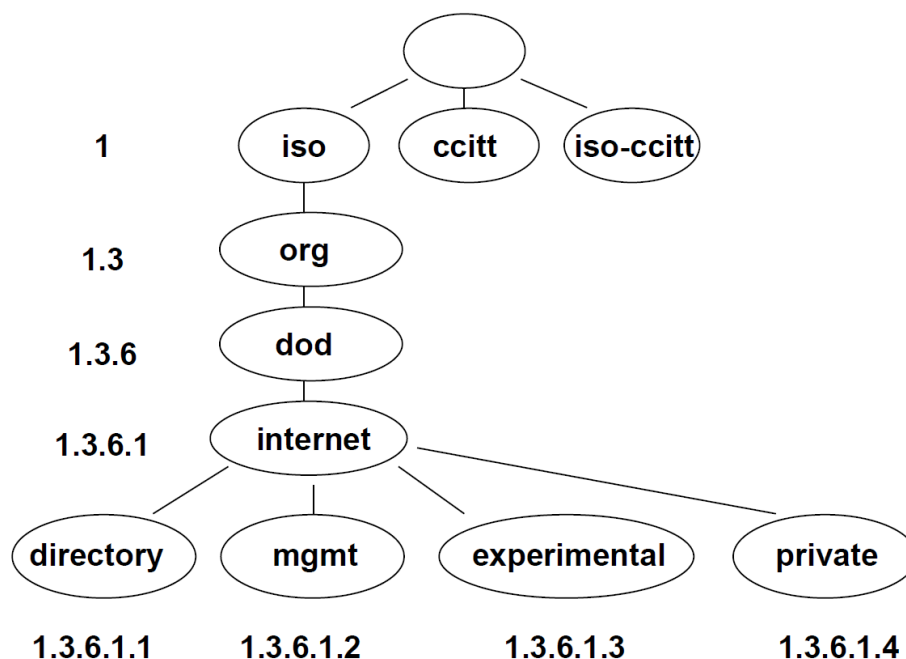 1 iso ccitt iso-ccitt
1.3 org
1.3.6 dod
1.3.6.1 internet
directory mgmt experimental private
1.3.6.1.1 1.3.6.1.2 1.3.6.1.3 1.3.6.1.4